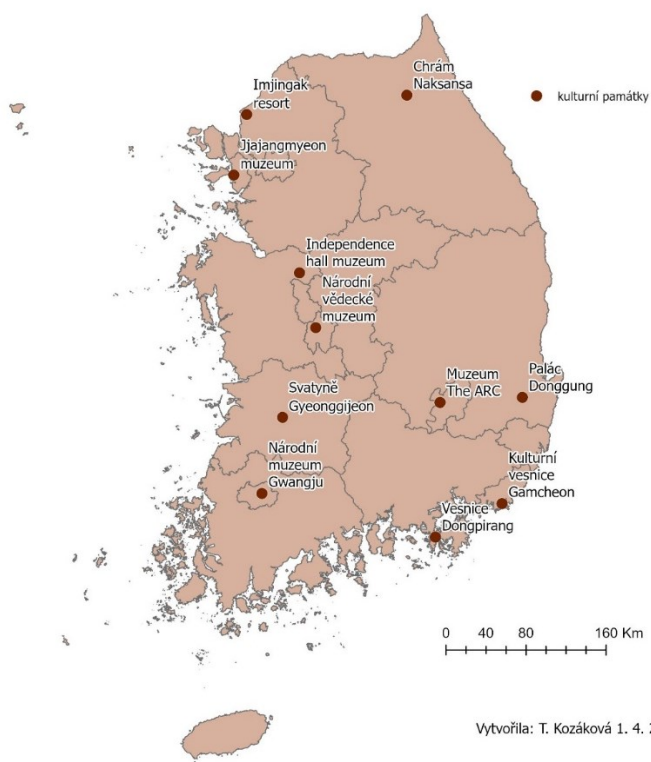 Chrám
Naksansa
kulturní památky
Imjingak
resort
Jjajangmyeon
muzeum
Independence
hall muzeum
Národní
vědecké
muzeum
Muzeum
The ARC
Palác
Donggung
Svatyně
Gyeonggijeon
Národní
muzeum
Gwangju
Kulturní
vesnice
Gamcheon
Vesnice
Dongpirang
0 40 80 160 Km
Vytvořila: T. Kozáková 1. 4.